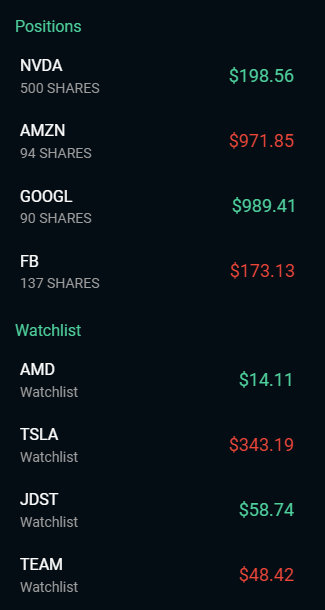 Positions
NVDA
$198.56
500 SHARES
AMZN
$971.85
94 SHARES
GOOGL
$989.41
90 SHARES
FB
$173.13
137 SHARES
Watchlist
AMD
$14.11
Watchlist
TSLA
$343.19
Watchlist
JDST
$58.74
Watchlist
TEAM
$48.42
Watchlist